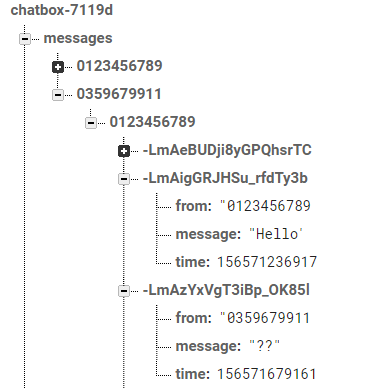 chatbox-7119d
messages
0123456789
0359679911
0123456789
-LmAeBUDji8yGPQhsrTC
-LmAigGRJHSu_rfdTy3b
from: "0123456789
message: "Hello'
time: 156571236917
-LmAzYxVgT3iBp_OK85l
from: "0359679911
message: "??"
time: 156571679161